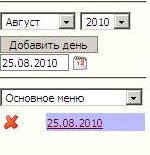 Август 2010
Добавить день
25.08.2010
Основное меню
25.08.2010